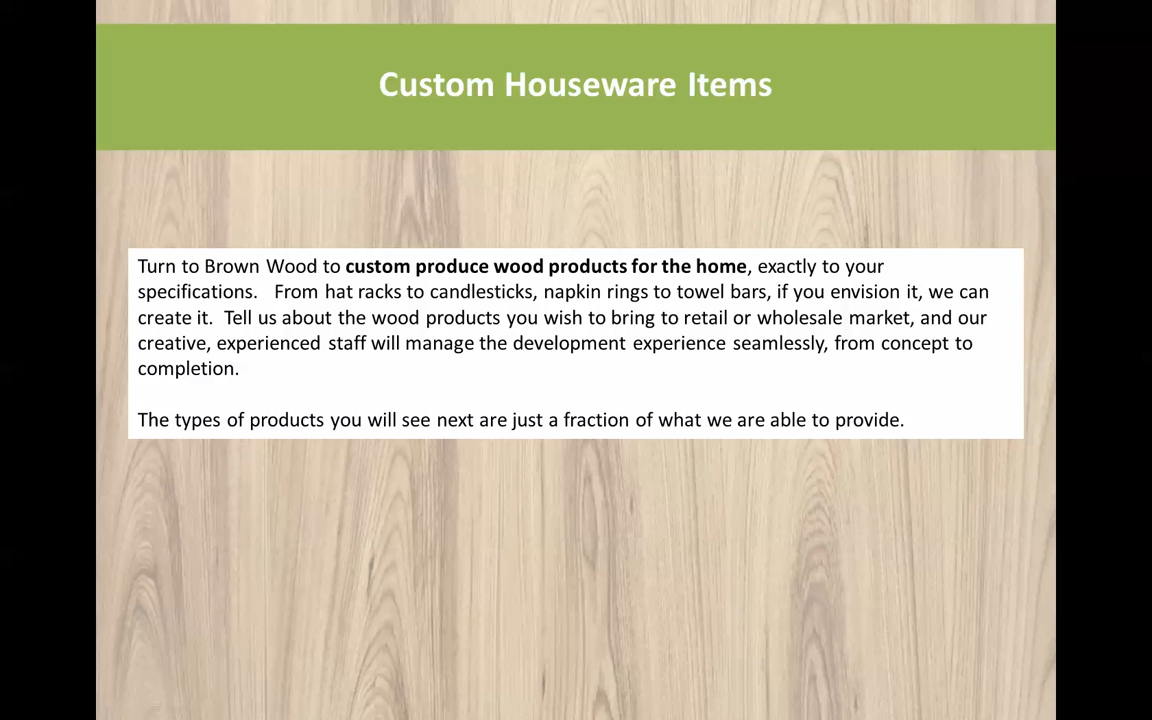 Custom Houseware Items
Turn to Brown Wood to custom produce wood products for the home, exactly to your
specifications.   From hat racks to candlesticks, napkin rings to towel bars, if you envision it, we can
create it.  Tell us about the wood products you wish to bring to retail or wholesale market, and our
creative, experienced staff will manage the development experience seamlessly, from concept to
completion.
The types of products you will see next are just a fraction of what we are able to provide.